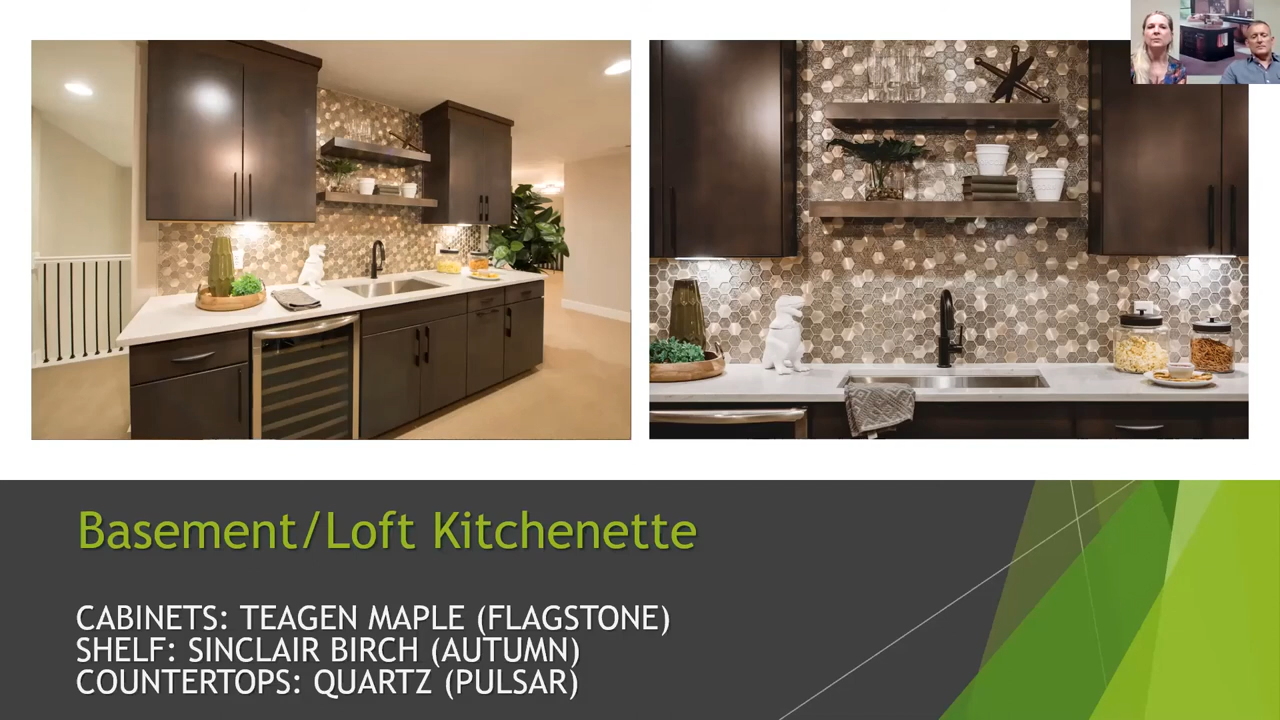 Basement/Loft Kitchenette
CABINETS: TEAGEN MAPLE (FLAGSTONE)
SHELF: SINCLAIR BIRCH (AUTUMN)
COUNTERTOPS: QUARTZ (PULSAR)